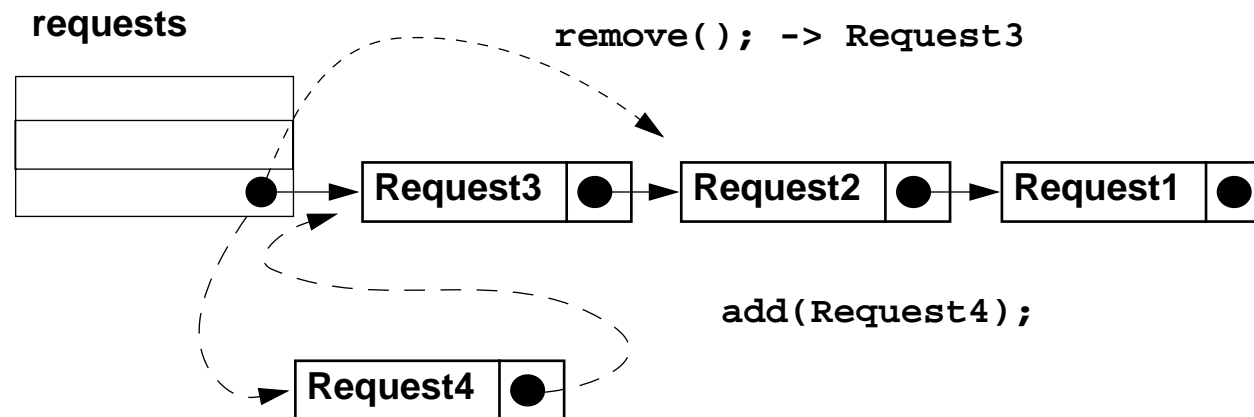 requests
remove(); -> Request3
Request3
Request2
Request1
add(Request4);
Request4